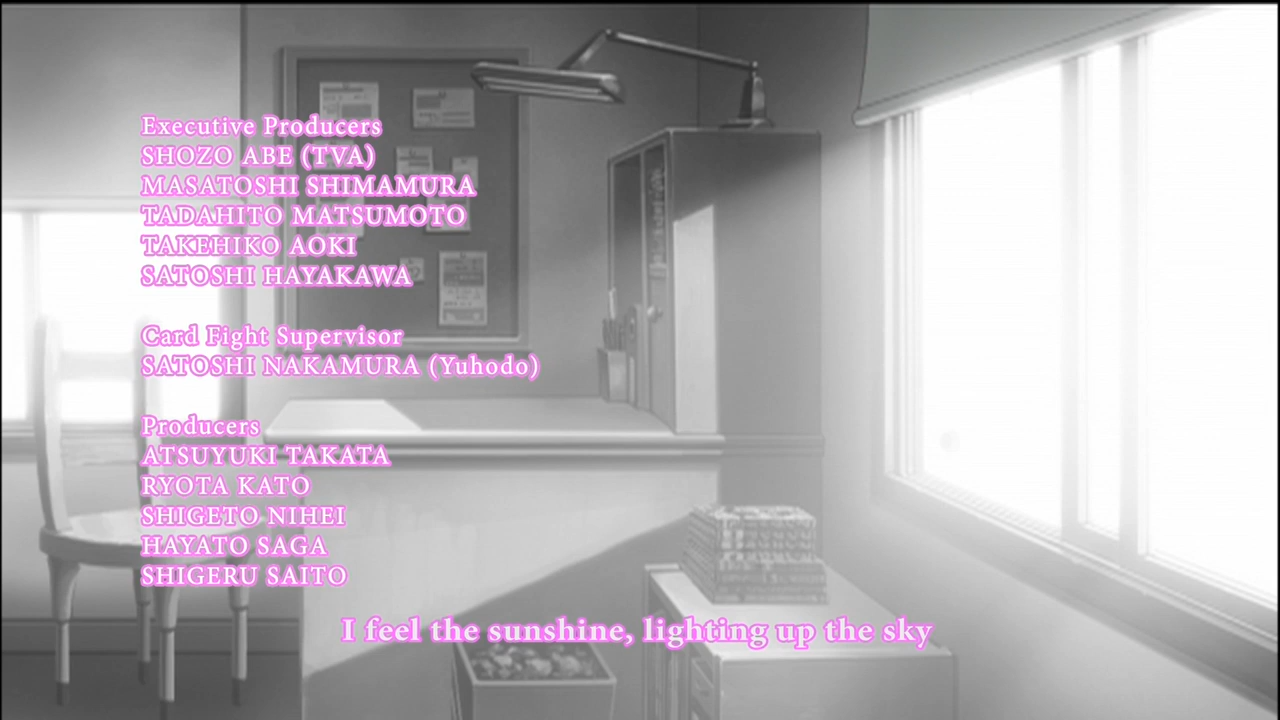 Executive Producers
SHOZO ABE (TVA)
MASATOSHI SHIMAMURA
TADAHITO MATSUMOTO
TAKEHIKO AOKI
SATOSHI HAYAKAWA
Card Fight Supervisor
SATOSHI NAKAMURA (Yuhodo)
Producers
ATSUYUKI TAKATA
RYOTA KATO
SHIGETO NIHEI
HAYATO SAGA
SHIGERU SAITO
I feel the sunshine, lighting up the sky